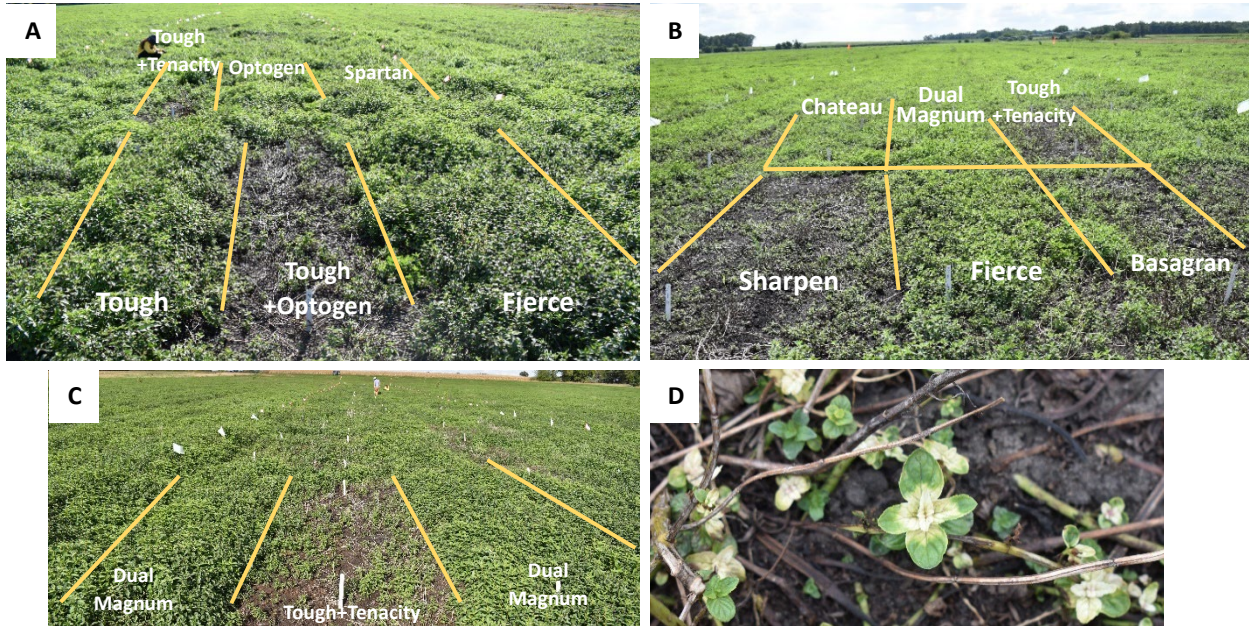 A
Tough
+Tenacity
Optogen
Spartan
Tough
Tough
+Optogen
Fierce
B
Chateau
Dual
Magnum
Tough
+Tenacity
Sharpen
Fierce
Basagran
C
Dual
Magnum
Tough+Tenacity
Dual
Magnum
D